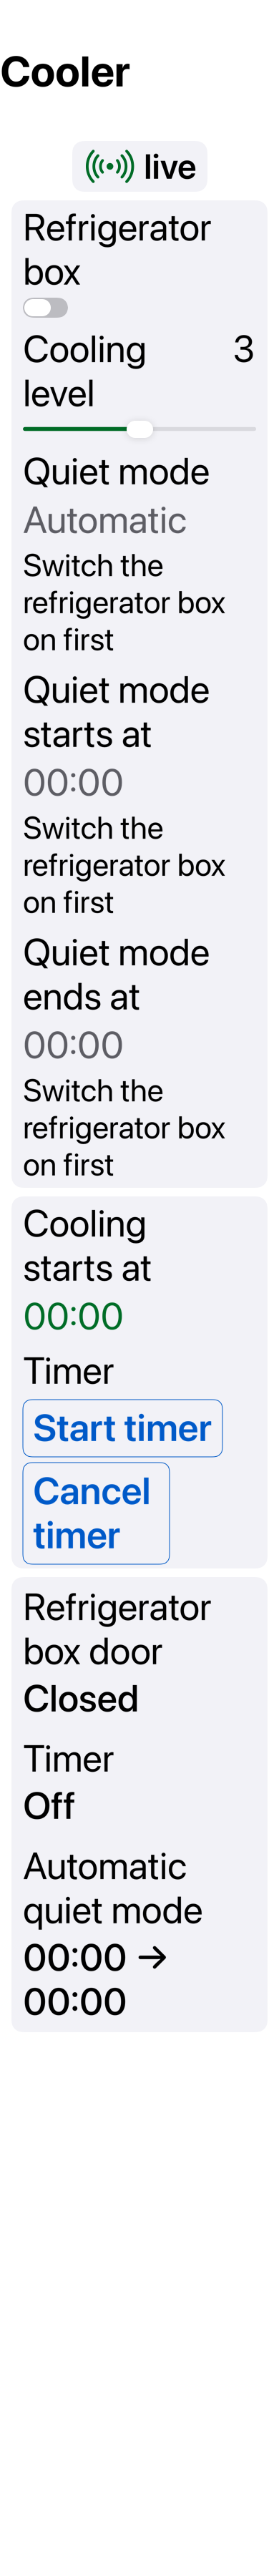 Cooler
live
Refrigerator
box
Cooling 3
level
Quiet mode
Automatic
Switch the
refrigerator box
on first
Quiet mode
starts at
00:00
Switch the
refrigerator box
on first
Quiet mode
ends at
00:00
Switch the
refrigerator box
on first
Cooling
starts at
00:00
Timer
Start timer
Cancel
timer
Refrigerator
box door
Closed
Timer
Off
Automatic
quiet mode
00:00 →
00:00